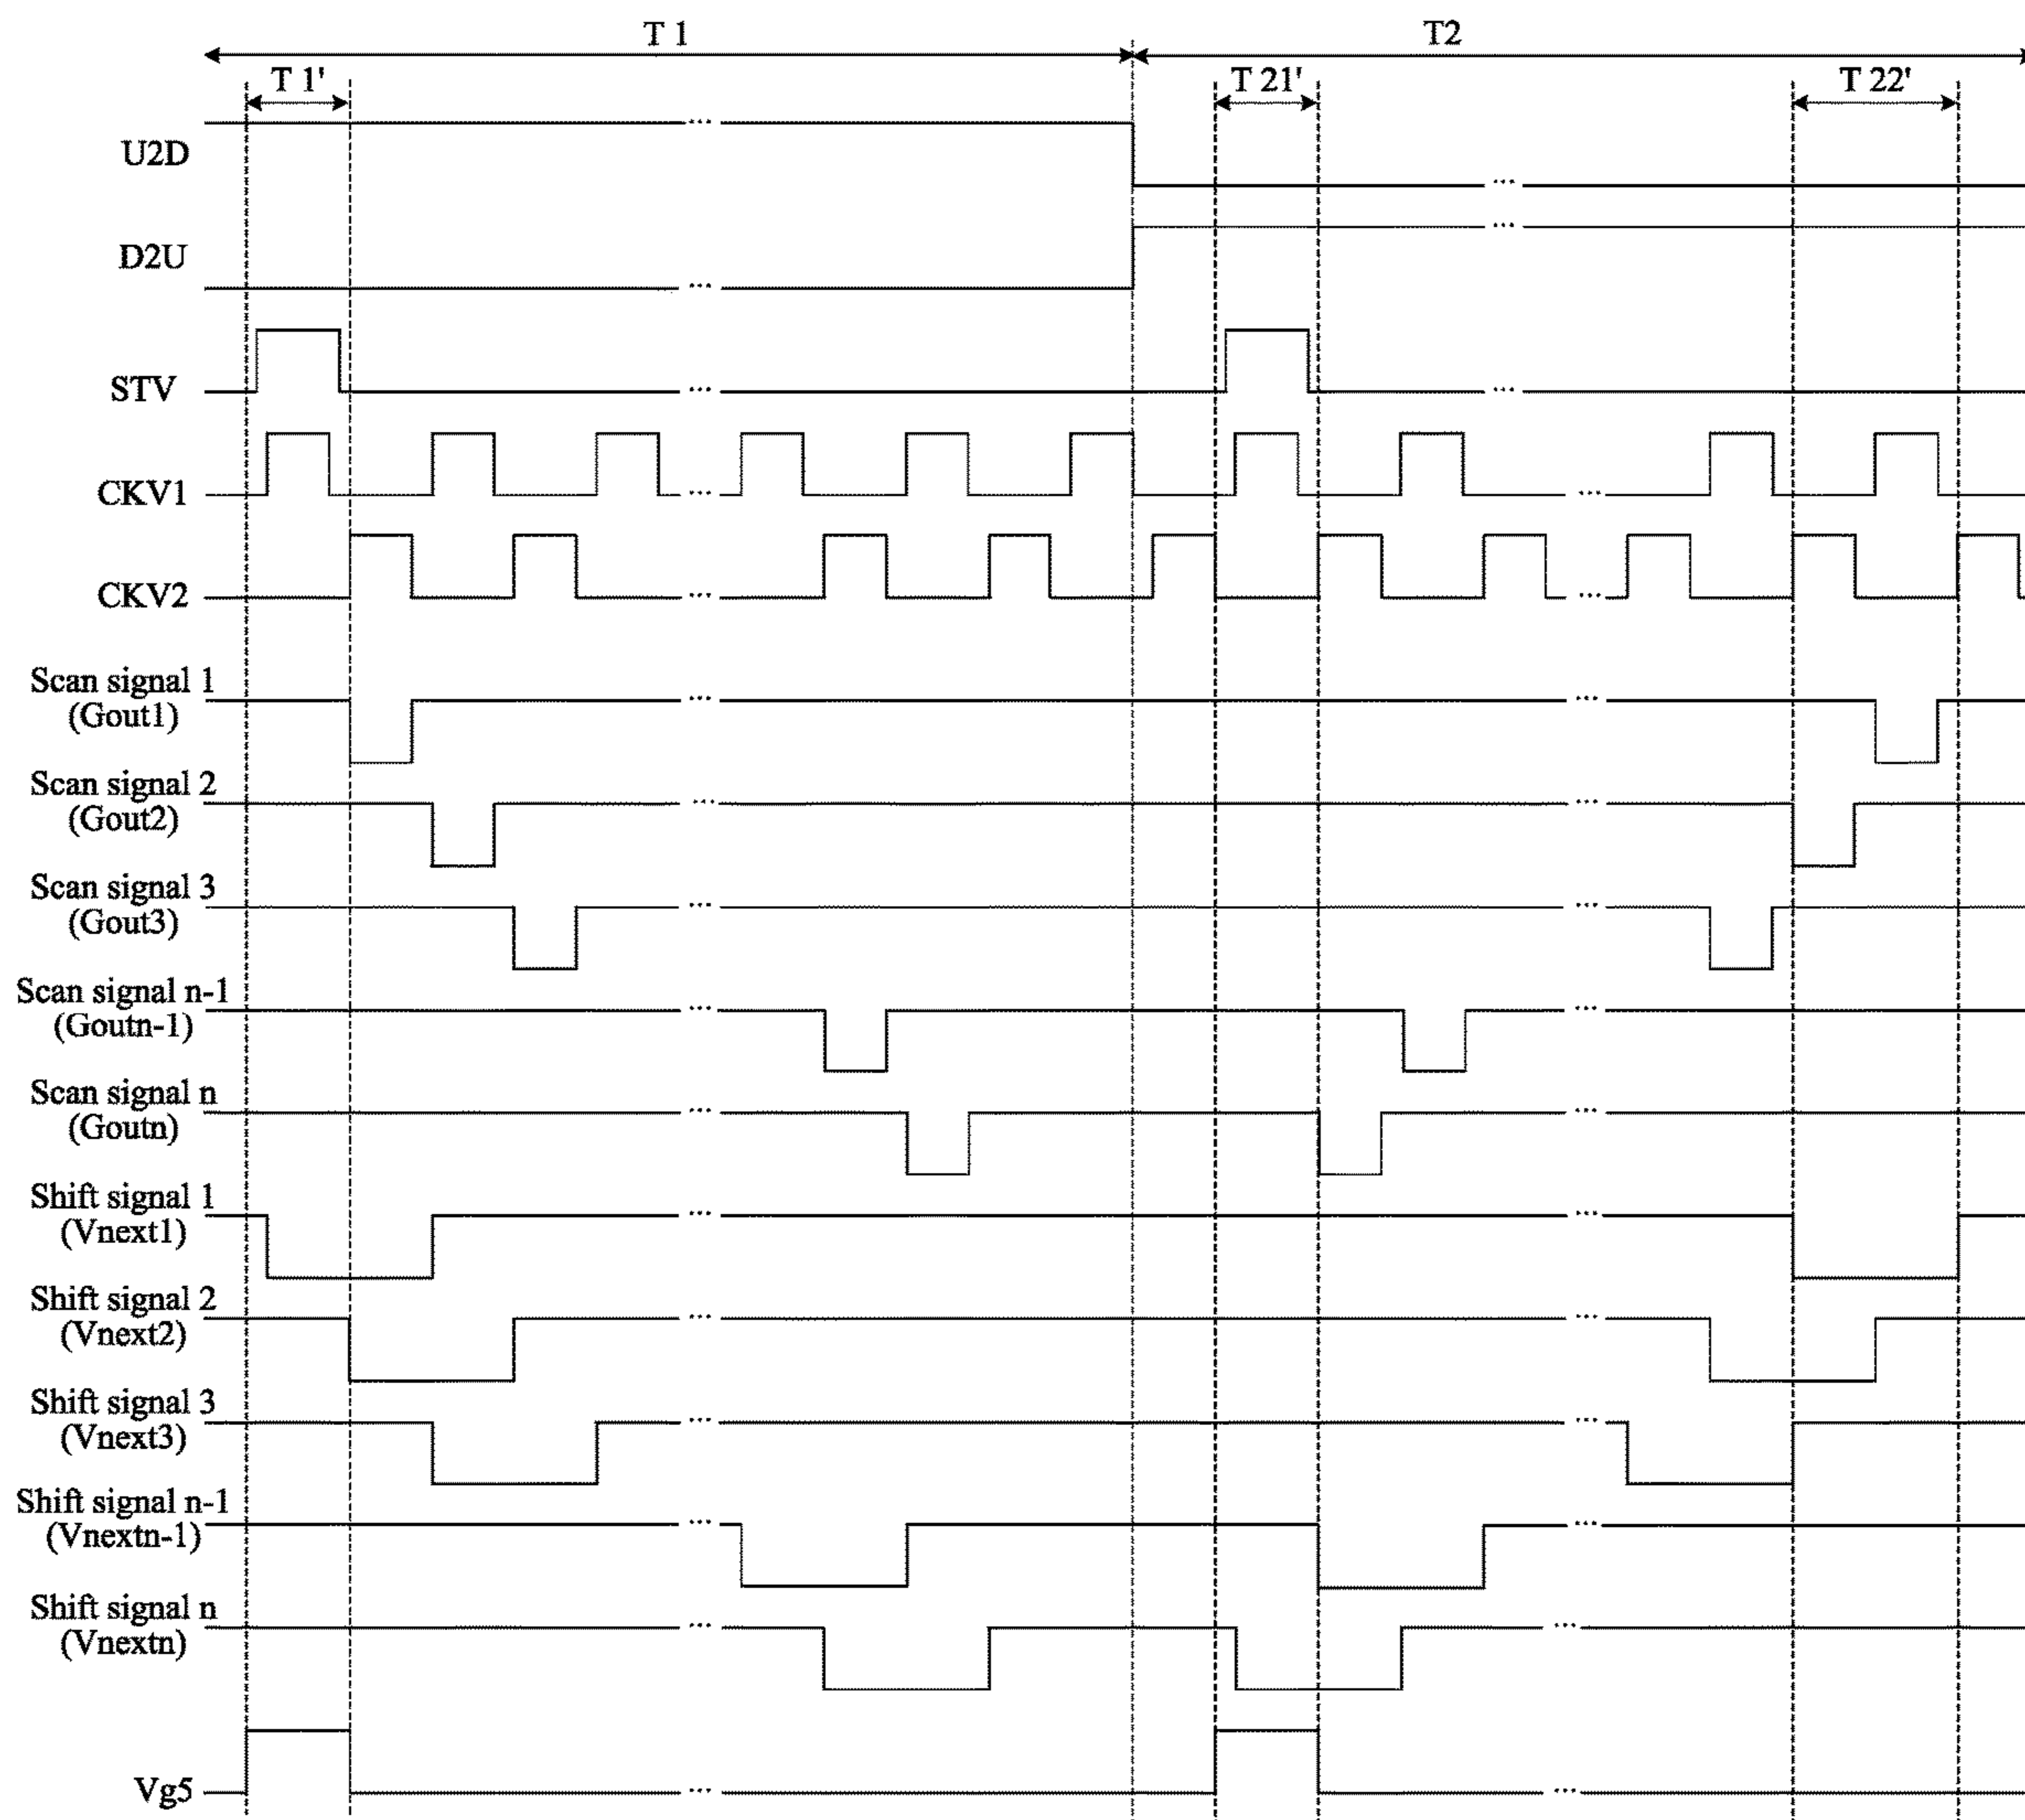 T 1
T2
T 1'
T 21'
T 22'
U2D
D2U
STV
CKV1
CKV2
Scan signal 1
(Gout1)
Scan signal 2
(Gout2)
Scan signal 3
(Gout3)
Scan signal n-1
(Goutn-1)
Scan signal n
(Goutn)
Shift signal 1
(Vnext1)
Shift signal 2
(Vnext2)
Shift signal 3
(Vnext3)
Shift signal n-1
(Vnextn-1)
Shift signal n
(Vnextn)
Vg5